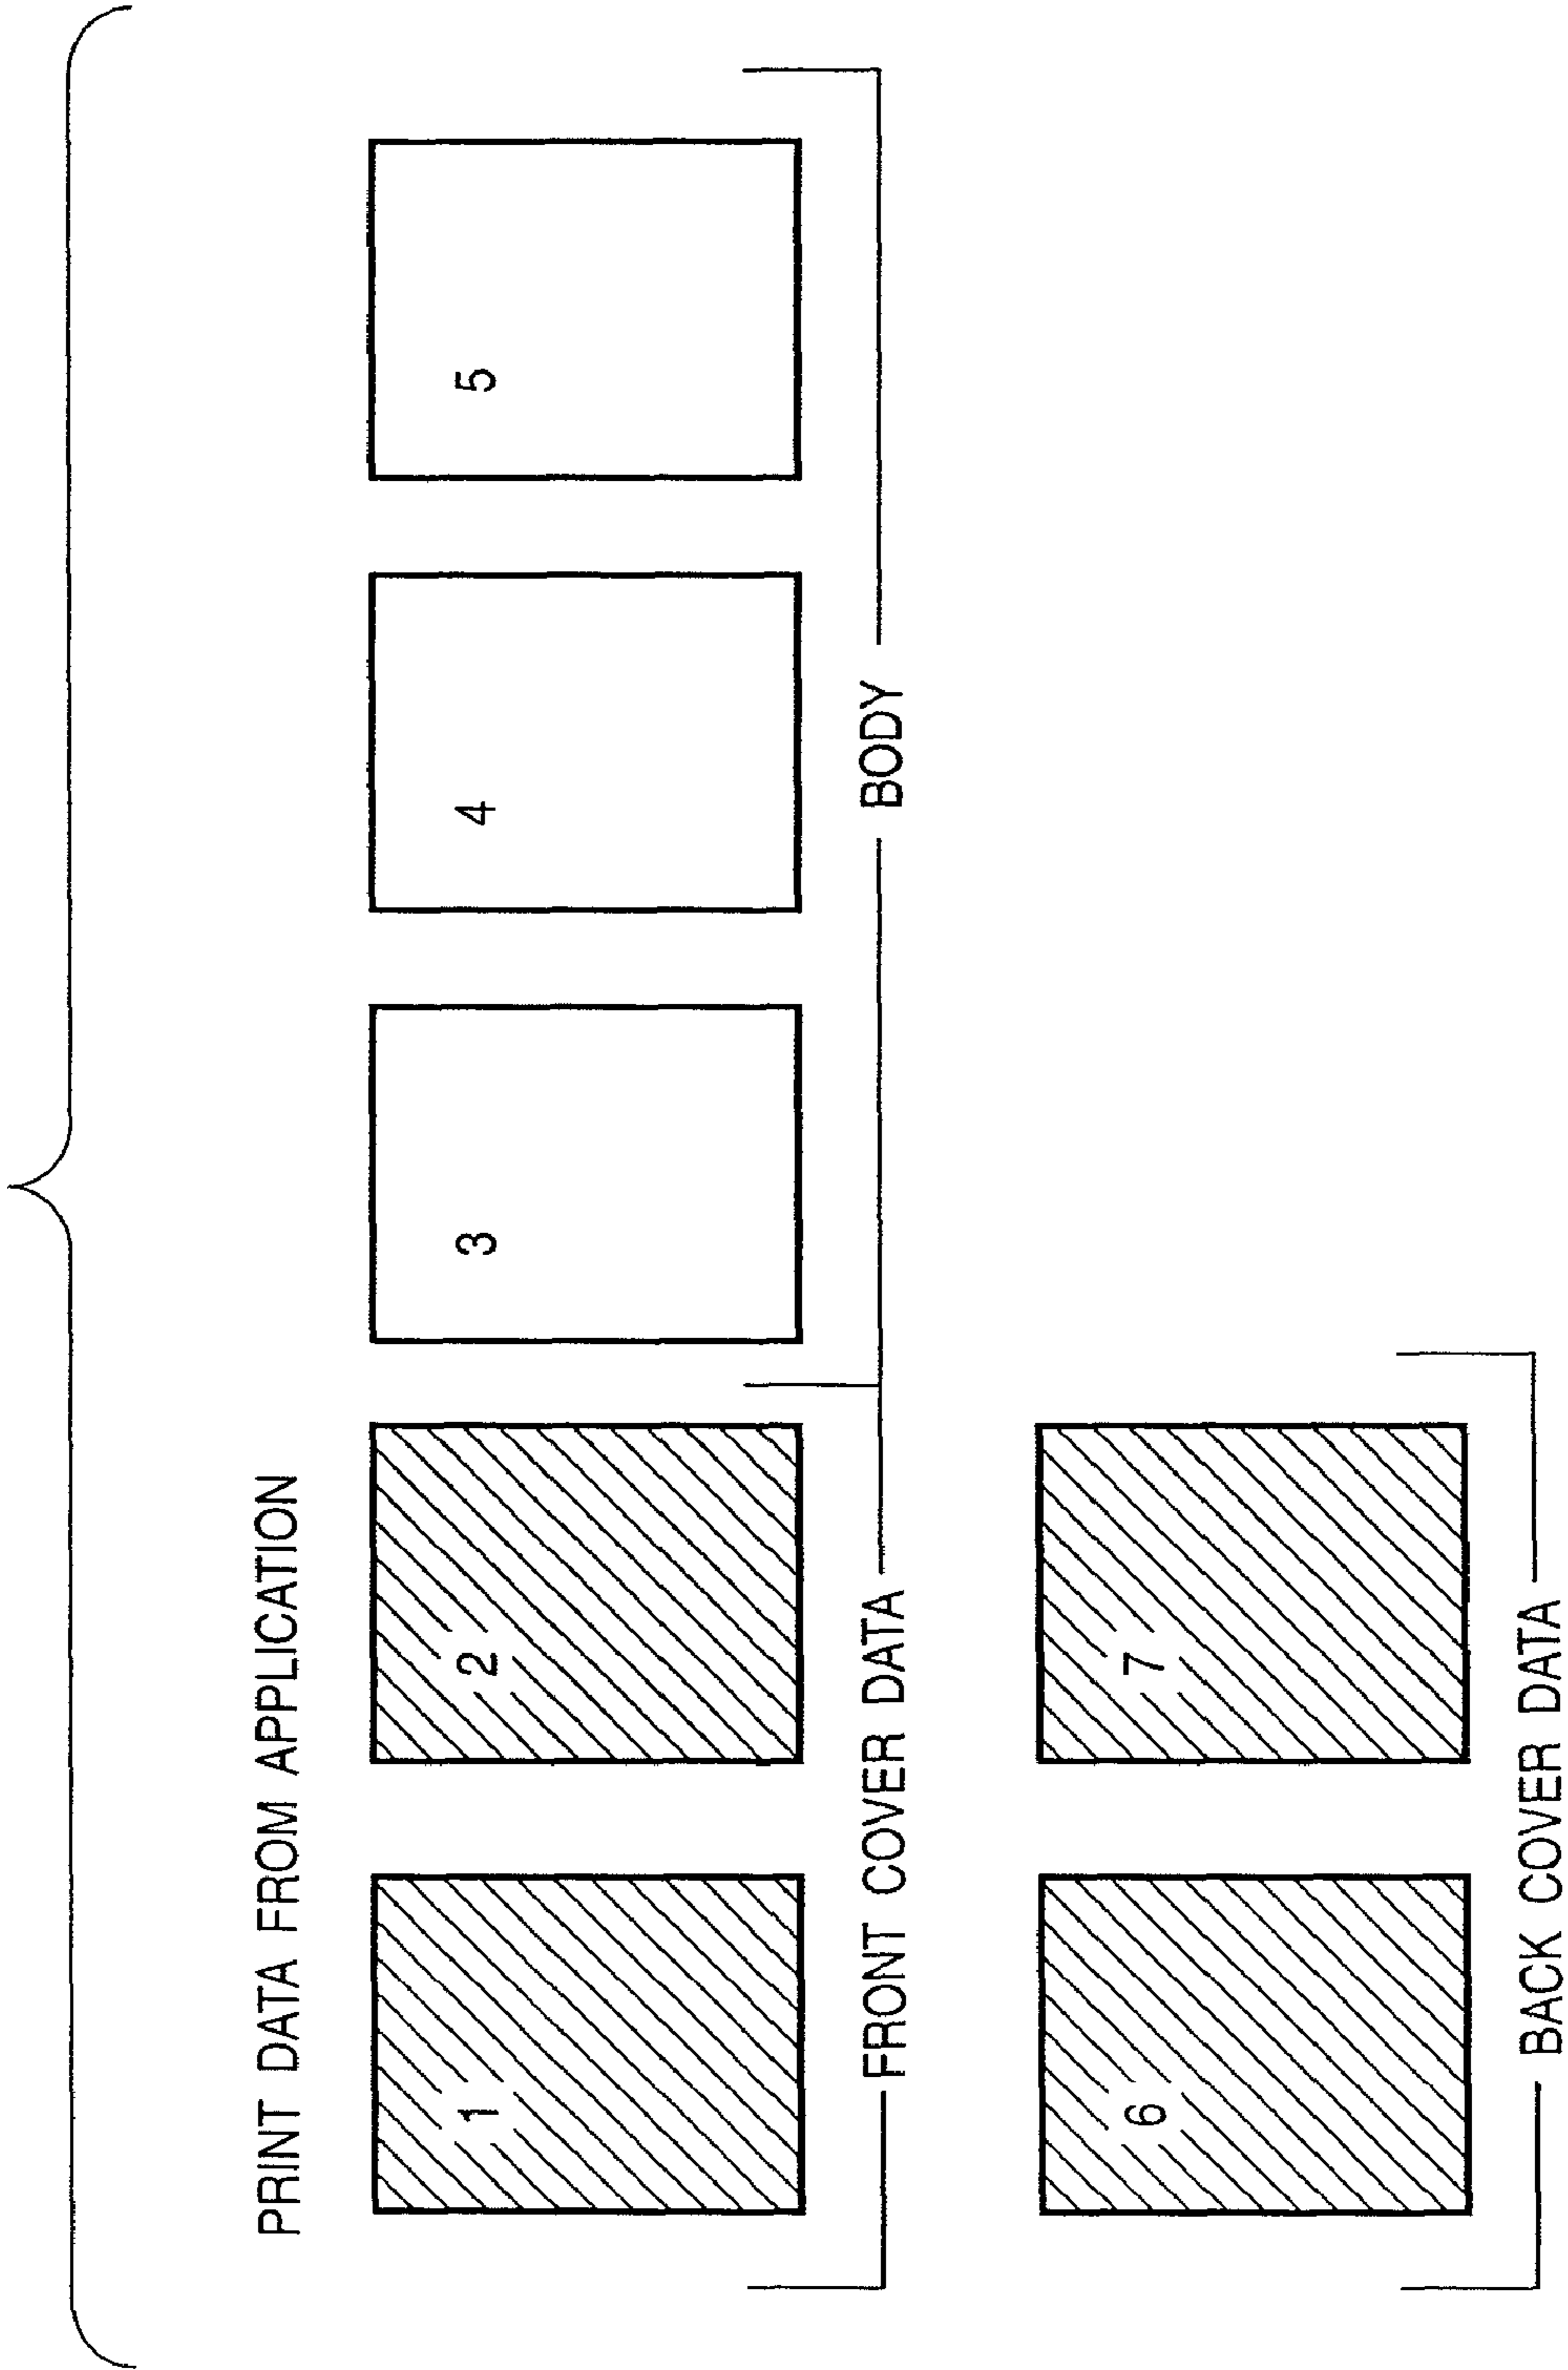 PRINT DATA FROM APPLICATION
1 2 3 4 5
FRONT COVER DATA BODY
6 7
BACK COVER DATA